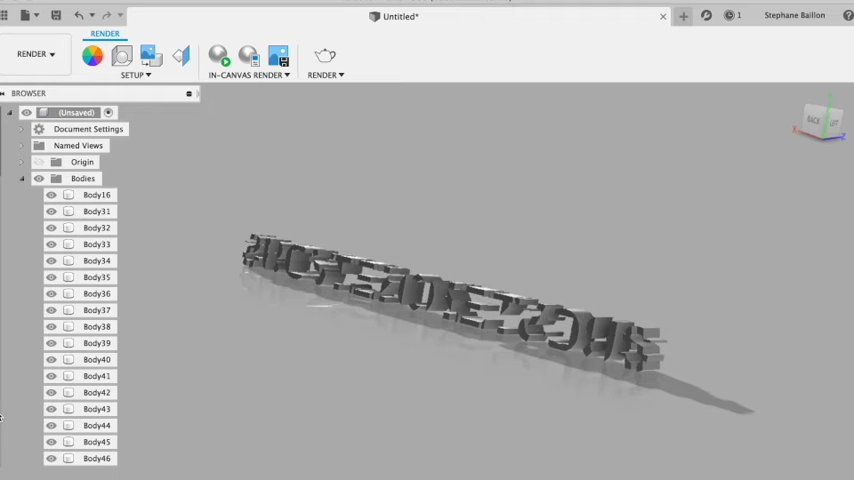 Untitled*
1
Stephane Baillon
RENDER
RENDER
SETUP
IN-CANVAS RENDER
RENDER
BROWSER
(Unsaved)
Document Settings
Named Views
Origin
Bodies
Body16
Body31
Body32
Body33
Body34
Body35
Body36
Body37
Body38
Body39
Body40
Body41
Body42
Body43
Body44
Body45
Body46
BACK
X
Z